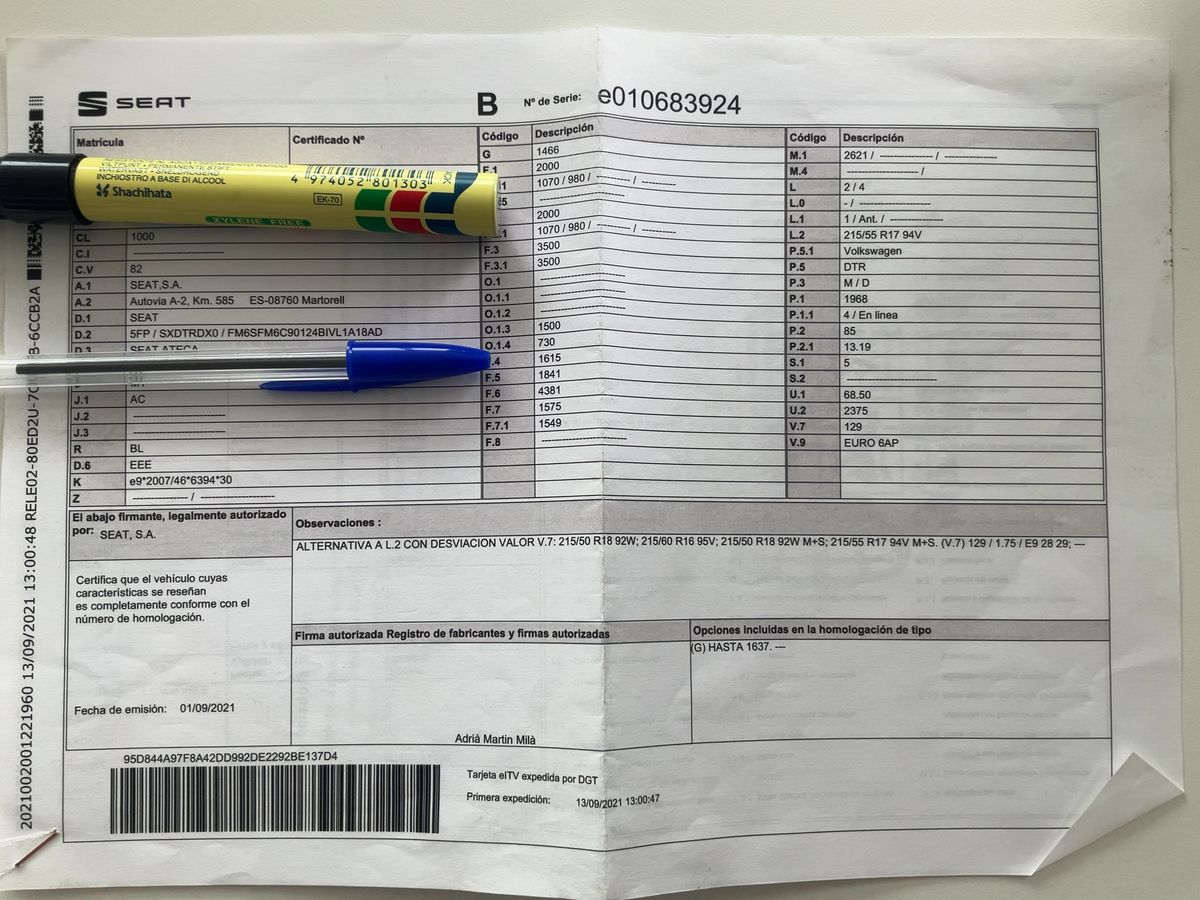 SEAT
B Nº de Serie: e010683924
Matrícula Certificado Nº
Código Descripción
Código Descripción
INCHIOSTRO A BASE DI ALCOOL
Shachihata
4 974052 801303
EK-70
XYLENE FREE
CL 1000
C.I --------------------
C.V 82
A.1 SEAT,S.A.
A.2 Autovia A-2, Km. 585 ES-08760 Martorell
D.1 SEAT
D.2 5FP / SXDTRDX0 / FM6SFM6C90124BIVL1A18AD
D.3 SEAT ATECA
J.1 AC
J.2 --------------------
J.3 --------------------
R BL
D.6 EEE
K e9*2007/46*6394*30
Z ------------ / ----------------
G 1466
F.1 2000
1070 / 980 / -------- / --------
--------------------
2000
1070 / 980 / -------- / --------
F.3 3500
F.3.1 3500
O.1 --------------------
O.1.1 --------------------
O.1.2 --------------------
O.1.3 1500
O.1.4 730
1615
F.5 1841
F.6 4381
F.7 1575
F.7.1 1549
F.8 --------------------
M.1 2621 / ------------ / ------------
M.4 ---------------- /
L 2 / 4
L.0 - / ----------------
L.1 1 / Ant. / ------------
L.2 215/55 R17 94V
P.5.1 Volkswagen
P.5 DTR
P.3 M / D
P.1 1968
P.1.1 4 / En linea
P.2 85
P.2.1 13.19
S.1 5
S.2 --------------------
U.1 68.50
U.2 2375
V.7 129
V.9 EURO 6AP
El abajo firmante, legalmente autorizado
por: SEAT, S.A.
Certifica que el vehículo cuyas
características se reseñan
es completamente conforme con el
número de homologación.
Fecha de emisión: 01/09/2021
Observaciones :
ALTERNATIVA A L.2 CON DESVIACION VALOR V.7: 215/50 R18 92W; 215/60 R16 95V; 215/50 R18 92W M+S; 215/55 R17 94V M+S. (V.7) 129 / 1.75 / E9 28 29; ---
Firma autorizada Registro de fabricantes y firmas autorizadas
Adrià Martin Milà
Opciones incluidas en la homologación de tipo
(G) HASTA 1637. ---
95D844A97F8A42DD992DE2292BE137D4
Tarjeta eITV expedida por DGT
Primera expedición: 13/09/2021 13:00:47
2021002001221960 13/09/2021 13:00:48 RELE02-80ED2U-7
B-6CCB2A